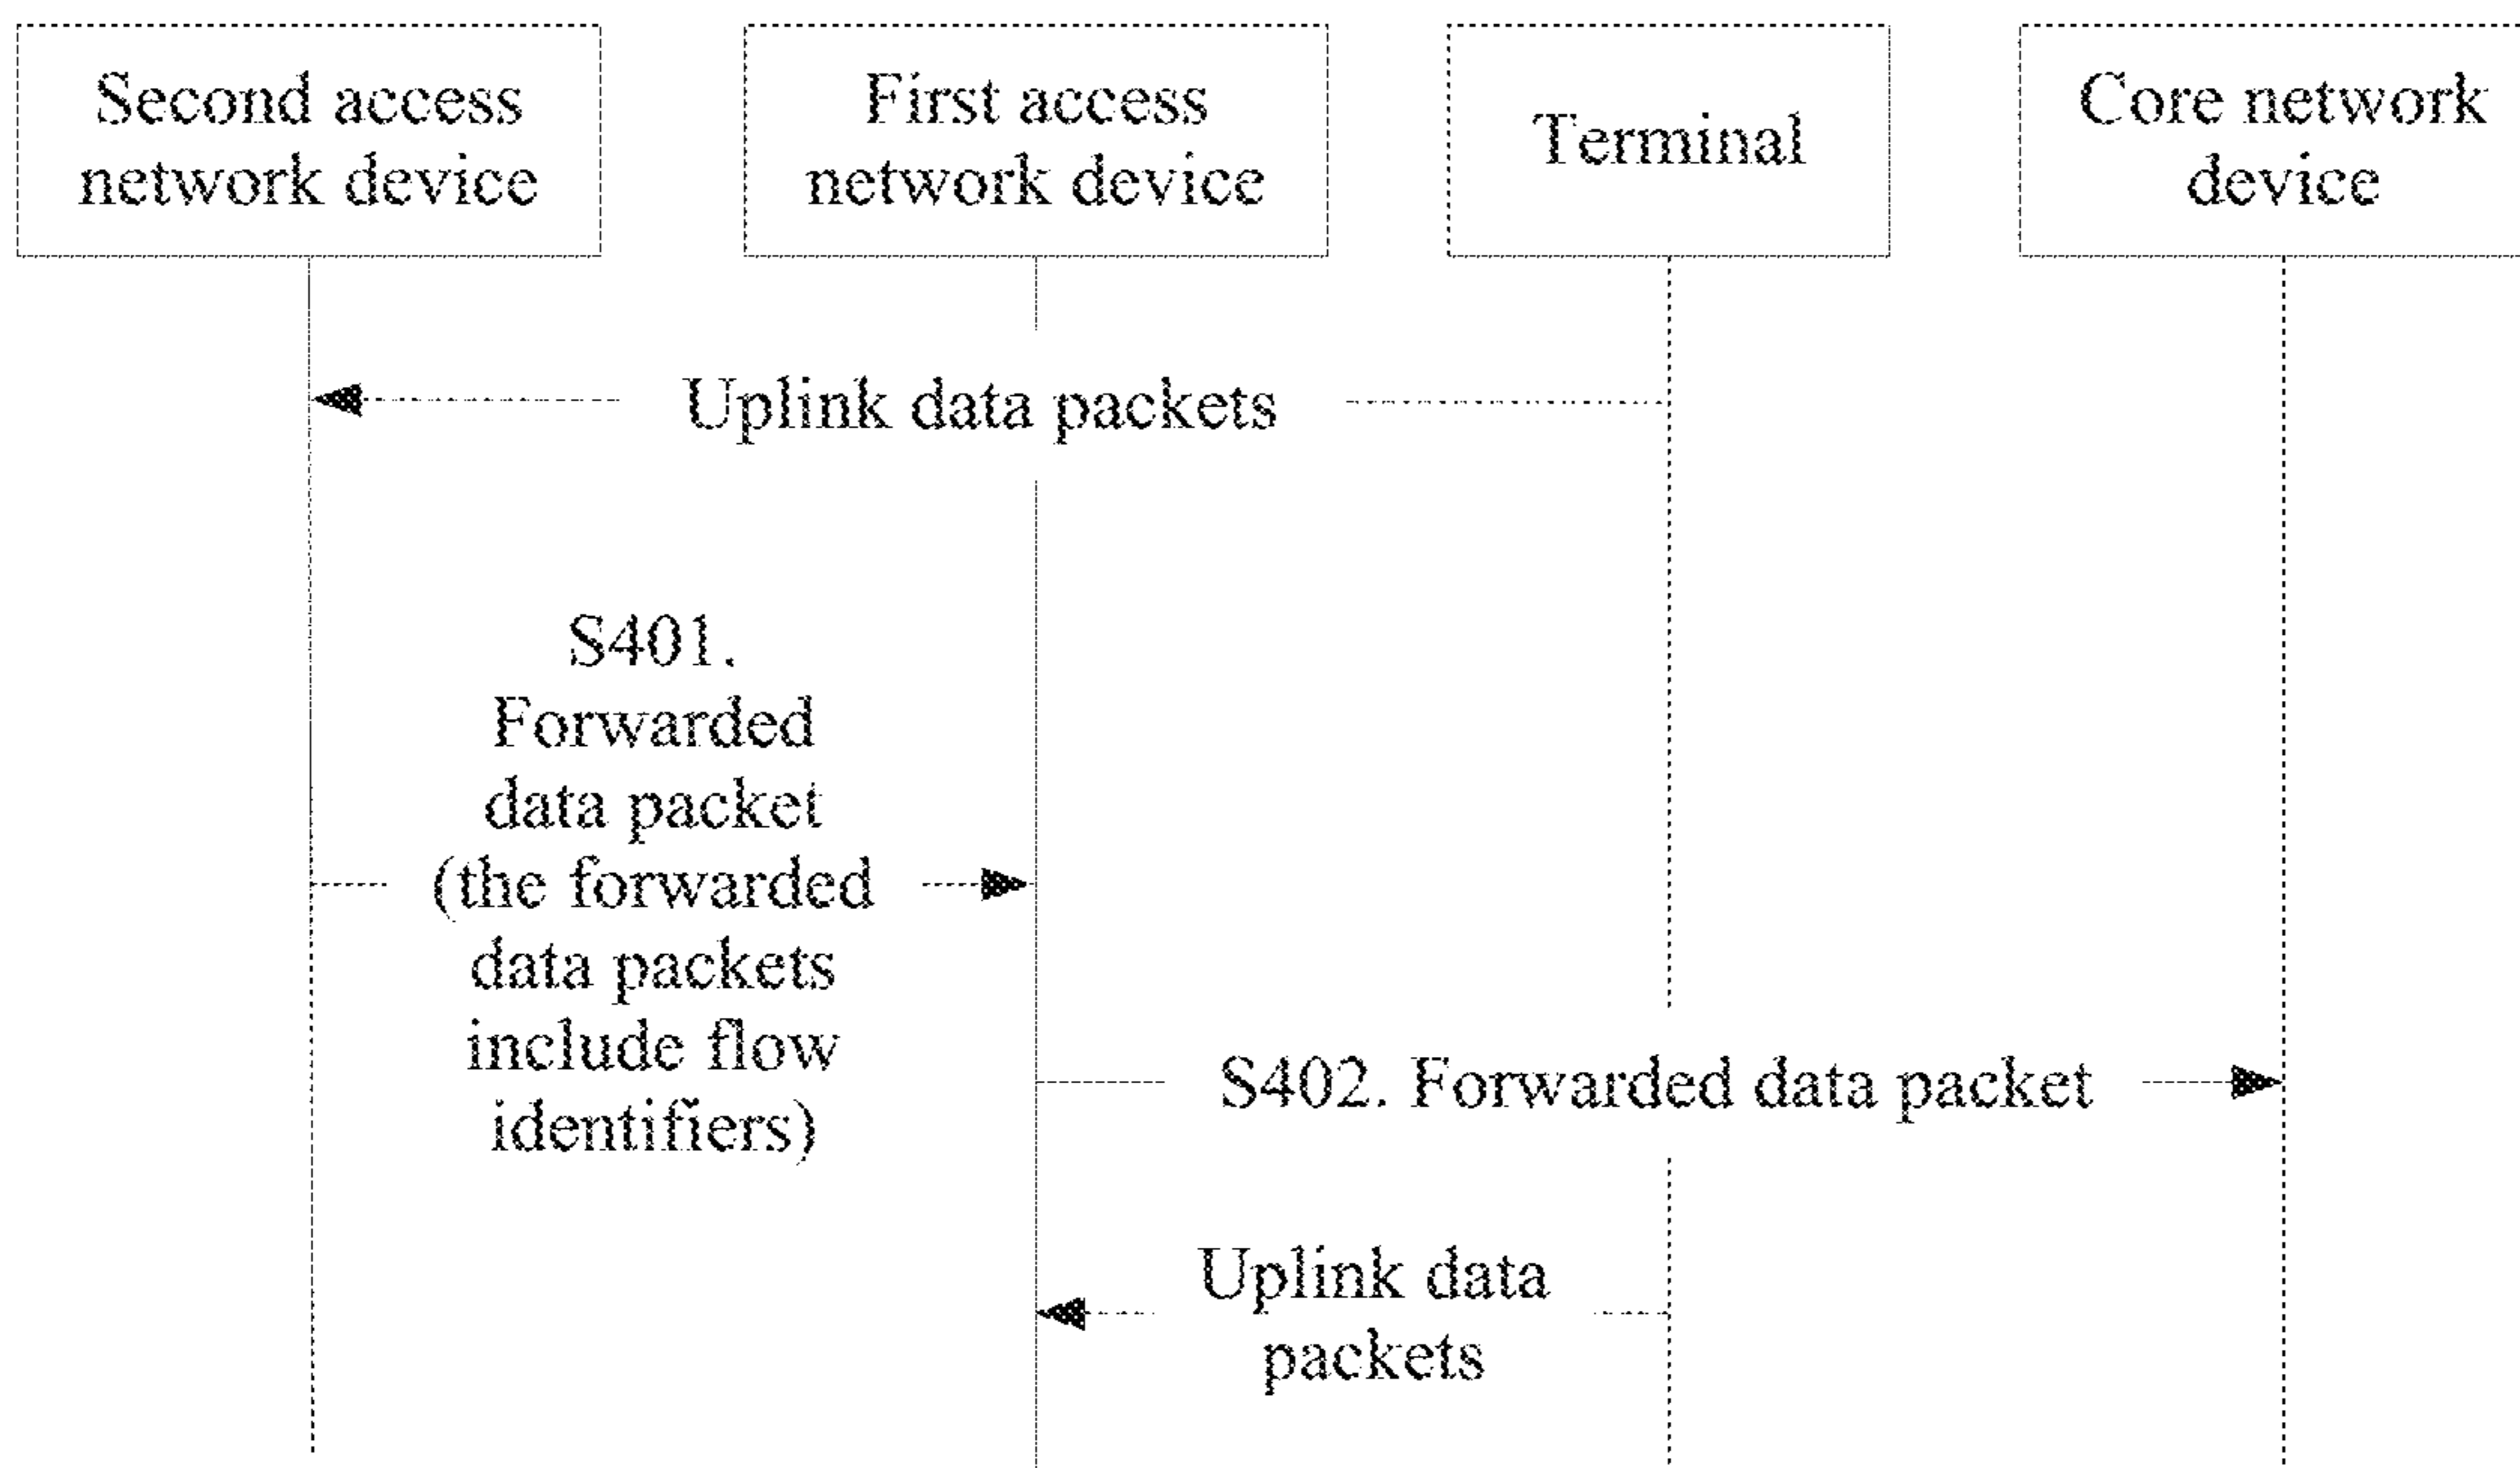 Second access
network device
First access
network device
Terminal
Core network
device
Uplink data packets
S401.
Forwarded
data packet
(the forwarded
data packets
include flow
identifiers)
S402. Forwarded data packet
Uplink data
packets